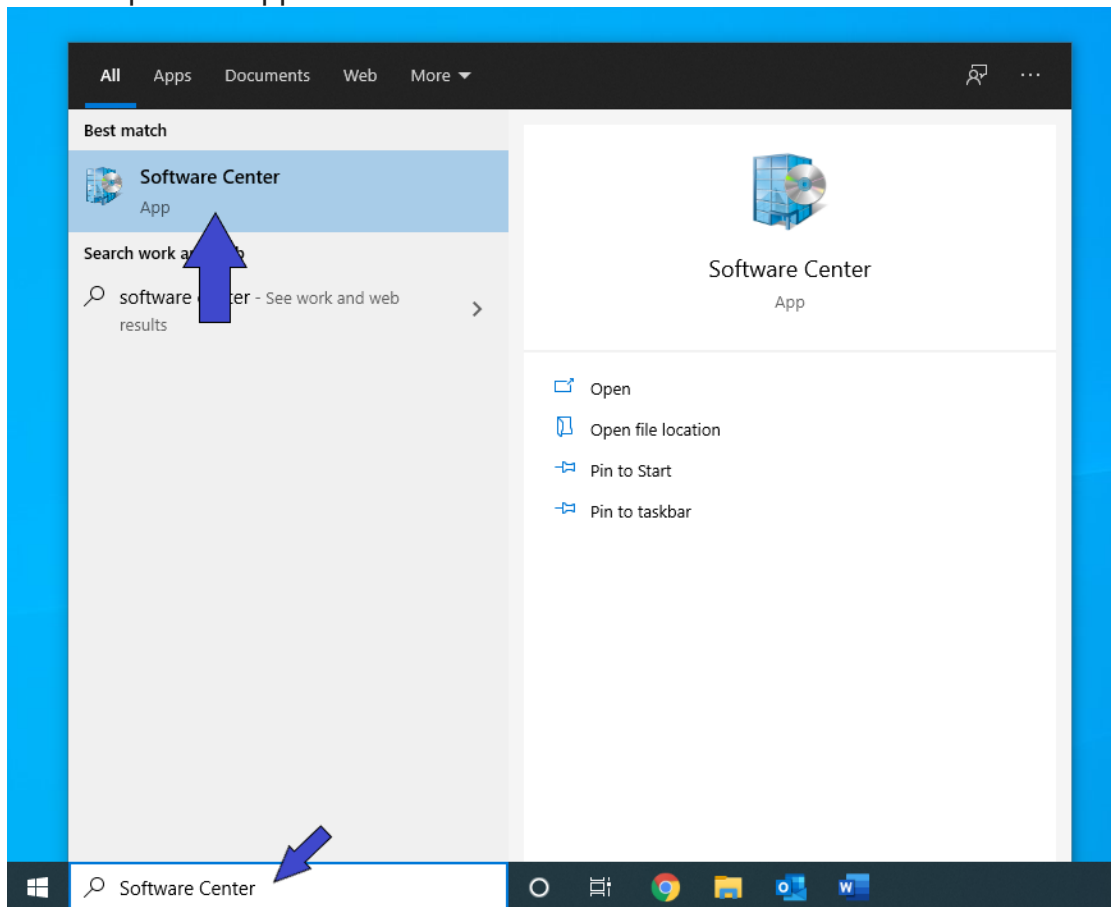 All Apps Documents Web More
Best match
Software Center
App
Search work a
software ter - See work and web
results
Software Center
App
Open
Open file location
Pin to Start
Pin to taskbar
Software Center